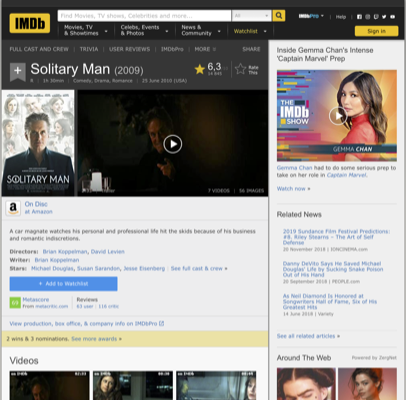 IMDb
Find Movies, TV shows, Celebrities and more...
All
IMDbPro
Help
Movies, TV
& Showtimes
Celebs, Events
& Photos
News &
Community
Watchlist
Sign in
FULL CAST AND CREW | TRIVIA | USER REVIEWS | IMDbPro | MORE
SHARE
+ Solitary Man (2009)
6,3
Rate
This
R | 1h 30min | Comedy, Drama, Romance | 25 June 2010 (USA)
SOLITARY MAN
7 VIDEOS | 56 IMAGES
On Disc
at Amazon
A car magnate watches his personal and professional life hit the skids because of his business
and romantic indiscretions.
Directors: Brian Koppelman, David Levien
Writer: Brian Koppelman
Stars: Michael Douglas, Susan Sarandon, Jesse Eisenberg | See full cast & crew »
+ Add to Watchlist
Metascore
From metacritic.com
Reviews
63 user | 116 critic
View production, box office, & company info on IMDbPro
2 wins & 3 nominations. See more awards »
Videos
Inside Gemma Chan's Intense
'Captain Marvel' Prep
THE
IMDb
SHOW
GEMMA CHAN
Gemma Chan had to do some serious prep to
take on her role in Captain Marvel.
Watch now »
Related News
2019 Sundance Film Festival Predictions:
#9. Riley Stearns – The Art of Self
Defense
20 November 2018 | IONCINEMA.com
Danny DeVito Says He Saved Michael
Douglas' Life by Sucking Snake Poison
Out of His Hand
20 September 2018 | PEOPLE.com
As Neil Diamond Is Honored at
Songwriters Hall of Fame, Six of His
Greatest Hits
14 June 2018 | Variety
See all related articles »
Around The Web
Powered by ZergNet